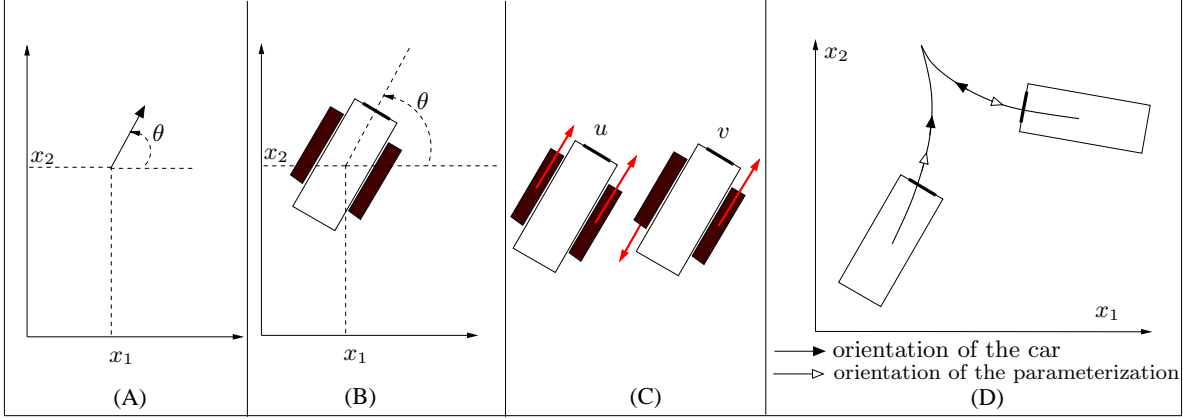 θ
x₂
x₁
(A)
θ
x₂
x₁
(B)
u
v
(C)
x₂
x₁
orientation of the car
orientation of the parameterization
(D)